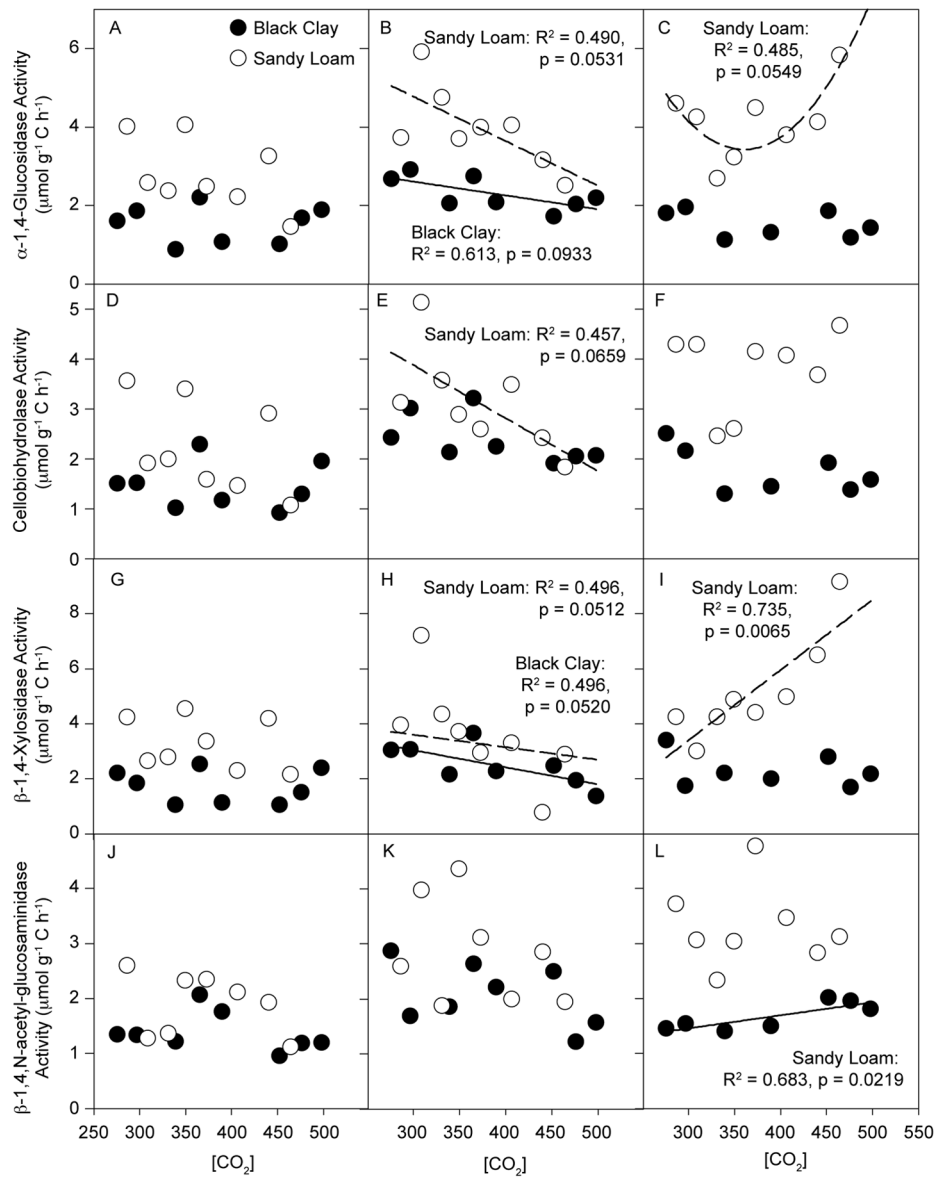 A
Black Clay
Sandy Loam
B
Sandy Loam: R² = 0.490,
p = 0.0531
Black Clay:
R² = 0.613, p = 0.0933
C
Sandy Loam:
R² = 0.485,
p = 0.0549
α-1,4-Glucosidase Activity
(μmol g⁻¹ C h⁻¹)
6
4
2
0
D
E
Sandy Loam: R² = 0.457,
p = 0.0659
F
Cellobiohydrolase Activity
(μmol g⁻¹ C h⁻¹)
5
4
3
2
1
0
G
H
Sandy Loam: R² = 0.496,
p = 0.0512
Black Clay:
R² = 0.496,
p = 0.0520
I
Sandy Loam:
R² = 0.735,
p = 0.0065
β-1,4-Xylosidase Activity
(μmol g⁻¹ C h⁻¹)
8
6
4
2
0
J
K
L
Sandy Loam:
R² = 0.683, p = 0.0219
β-1,4,N-acetyl-glucosaminidase
Activity (μmol g⁻¹ C h⁻¹)
4
3
2
1
0
250 300 350 400 450 500
300 350 400 450 500
300 350 400 450 500 550
[CO₂]
[CO₂]
[CO₂]